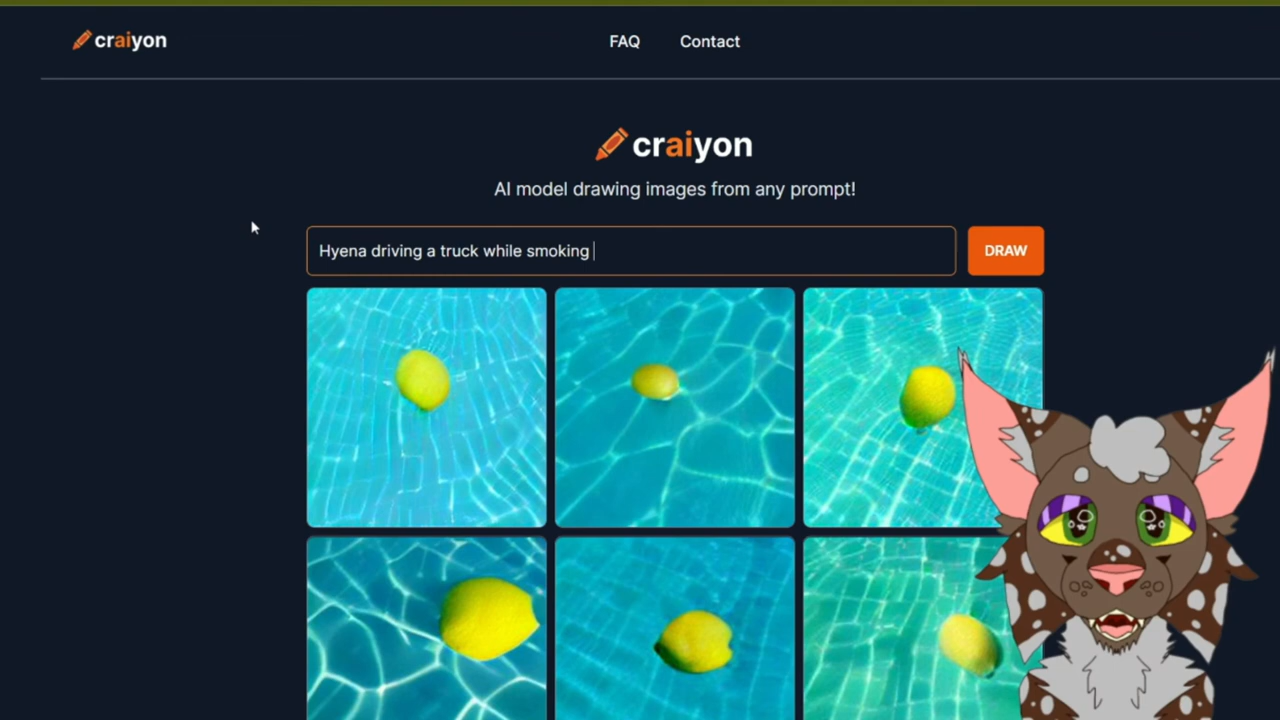 craiyon
FAQ
Contact
craiyon
AI model drawing images from any prompt!
Hyena driving a truck while smoking
DRAW